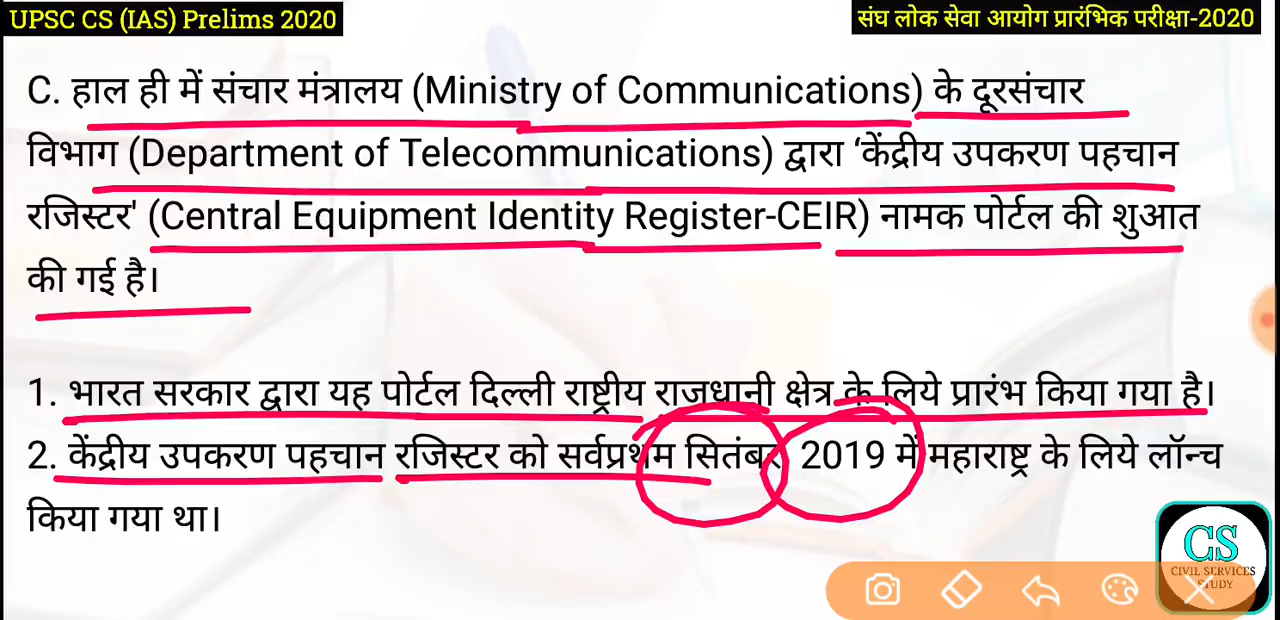 UPSC CS (IAS) Prelims 2020
संघ लोक सेवा आयोग प्रारंभिक परीक्षा-2020
C. हाल ही में संचार मंत्रालय (Ministry of Communications) के दूरसंचार
विभाग (Department of Telecommunications) द्वारा ‘केंद्रीय उपकरण पहचान
रजिस्टर' (Central Equipment Identity Register-CEIR) नामक पोर्टल की शुआत
की गई है।
1. भारत सरकार द्वारा यह पोर्टल दिल्ली राष्ट्रीय राजधानी क्षेत्र के लिये प्रारंभ किया गया है।
2. केंद्रीय उपकरण पहचान रजिस्टर को सर्वप्रथम सितंबर 2019 में महाराष्ट्र के लिये लॉन्च
किया गया था।
CS
CIVIL SERVICES
STUDY